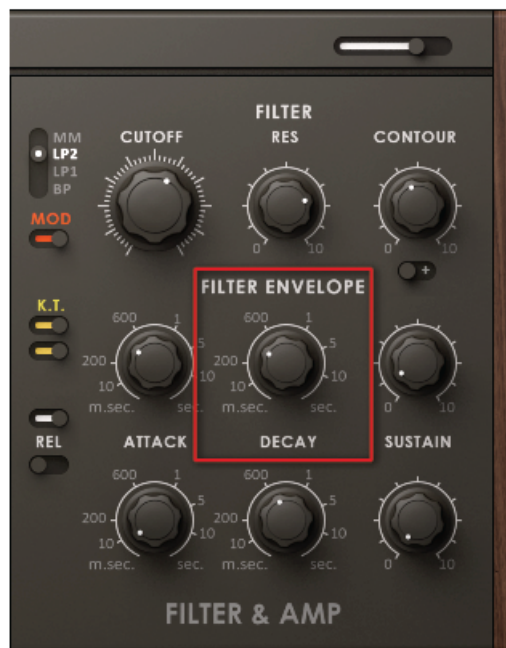 FILTER
MM
CUTOFF RES CONTOUR
LP2
LP1
BP
MOD
0 10 0 10
+
FILTER ENVELOPE
K.T.
600 1 600 1
200 5 200 5
10 10 10 10
m.sec. sec. m.sec. sec. 0 10
REL ATTACK DECAY SUSTAIN
600 1 600 1
200 5 200 5
10 10 10 10
m.sec. sec. m.sec. sec. 0 10
FILTER & AMP